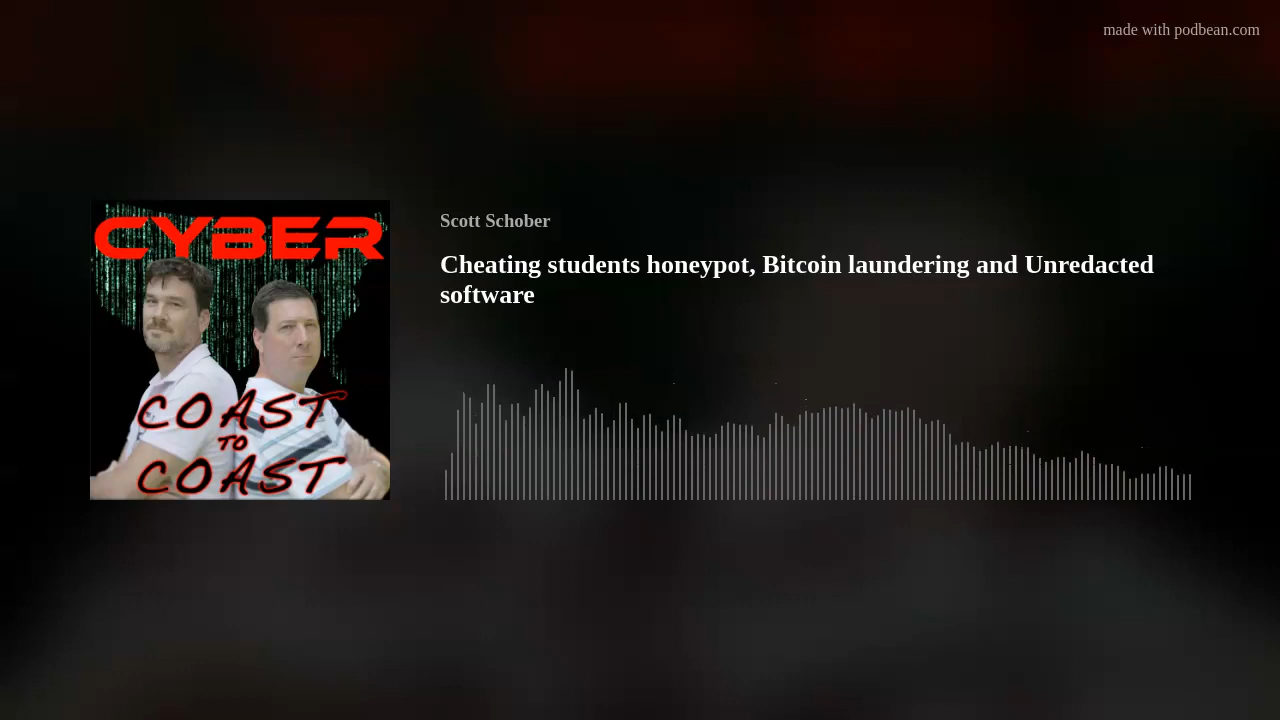 made with podbean.com
CYBER
COAST
TO
COAST
Scott Schober
Cheating students honeypot, Bitcoin laundering and Unredacted
software